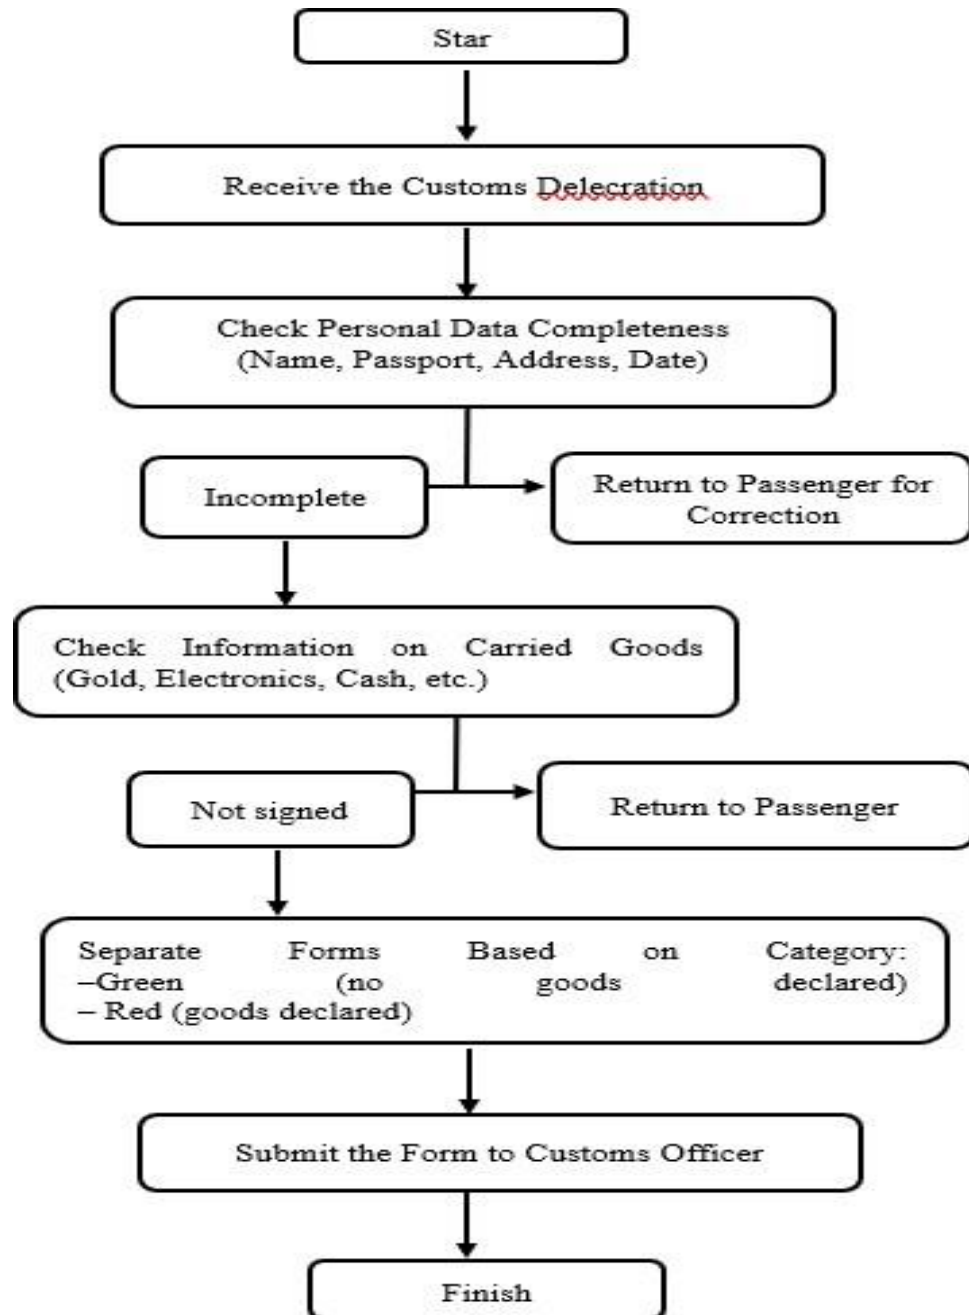 Star
Receive the Customs Delecration
Check Personal Data Completeness
(Name, Passport, Address, Date)
Incomplete
Return to Passenger for
Correction
Check Information on Carried Goods
(Gold, Electronics, Cash, etc.)
Not signed
Return to Passenger
Separate Forms Based on Category:
–Green (no goods declared)
– Red (goods declared)
Submit the Form to Customs Officer
Finish